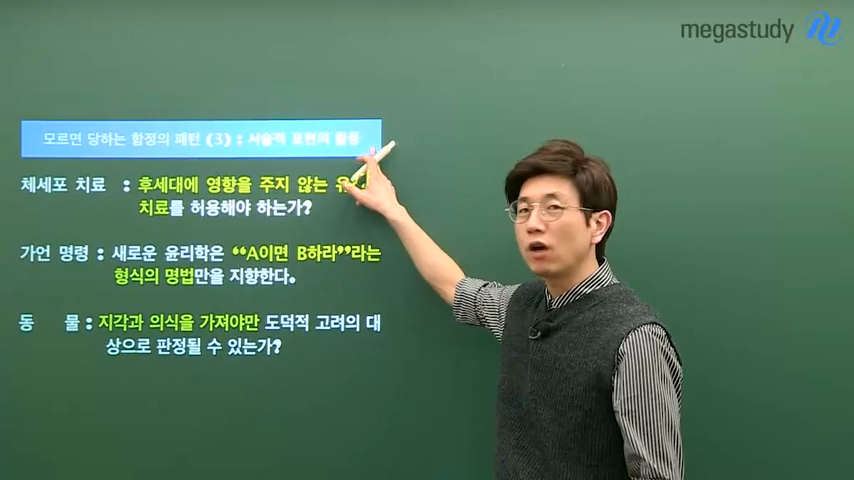 megastudy
모르면 당하는 함정의 패턴 (3) : 서술적 표현의 활용
체세포 치료 : 후세대에 영향을 주지 않는
치료를 허용해야 하는가?
가언 명령 : 새로운 윤리학은 “A이면 B하라”라는
형식의 명법만을 지향한다.
동 물 : 지각과 의식을 가져야만 도덕적 고려의 대
상으로 판정될 수 있는가?